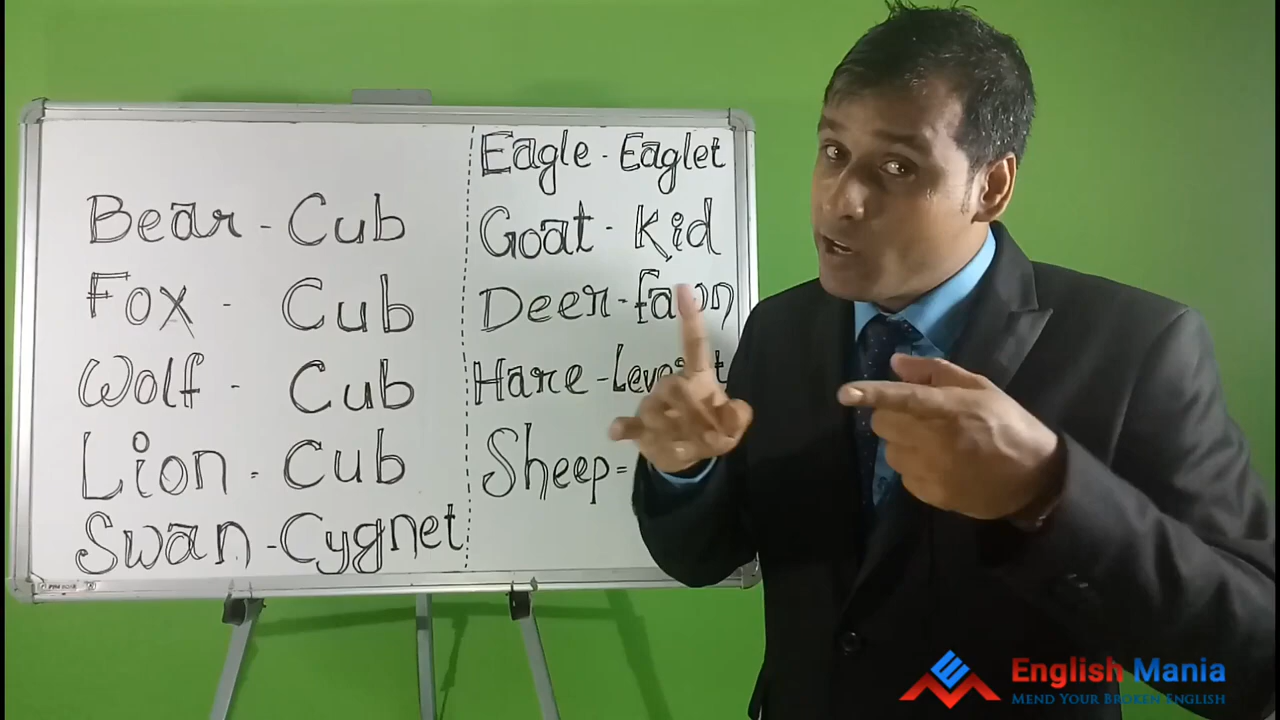 Bear - Cub
Fox - Cub
Wolf - Cub
Lion - Cub
Swan - Cygnet
Eagle - Eaglet
Goat - Kid
Deer -
Hare -
Sheep -
English Mania
MEND YOUR BROKEN ENGLISH